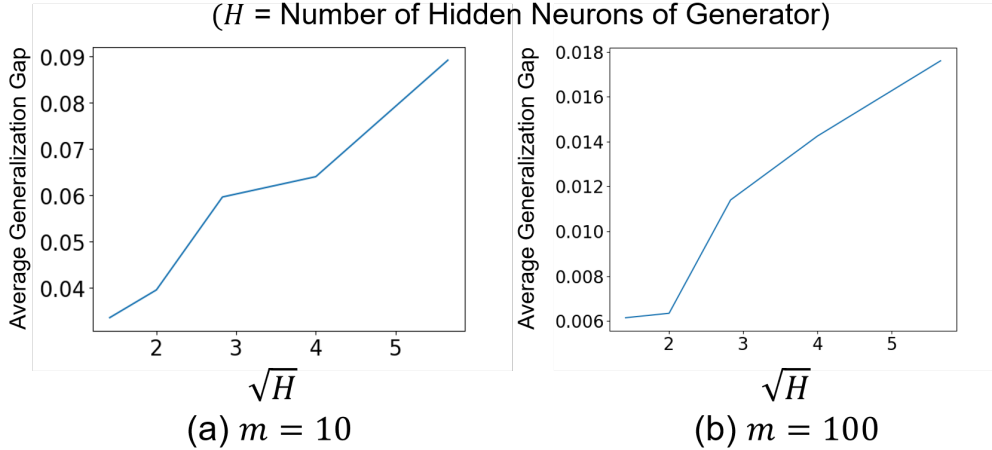 (H = Number of Hidden Neurons of Generator)
Average Generalization Gap
0.09
0.08
0.07
0.06
0.05
0.04
2 3 4 5
√H
(a) m = 10
Average Generalization Gap
0.018
0.016
0.014
0.012
0.010
0.008
0.006
2 3 4 5
√H
(b) m = 100